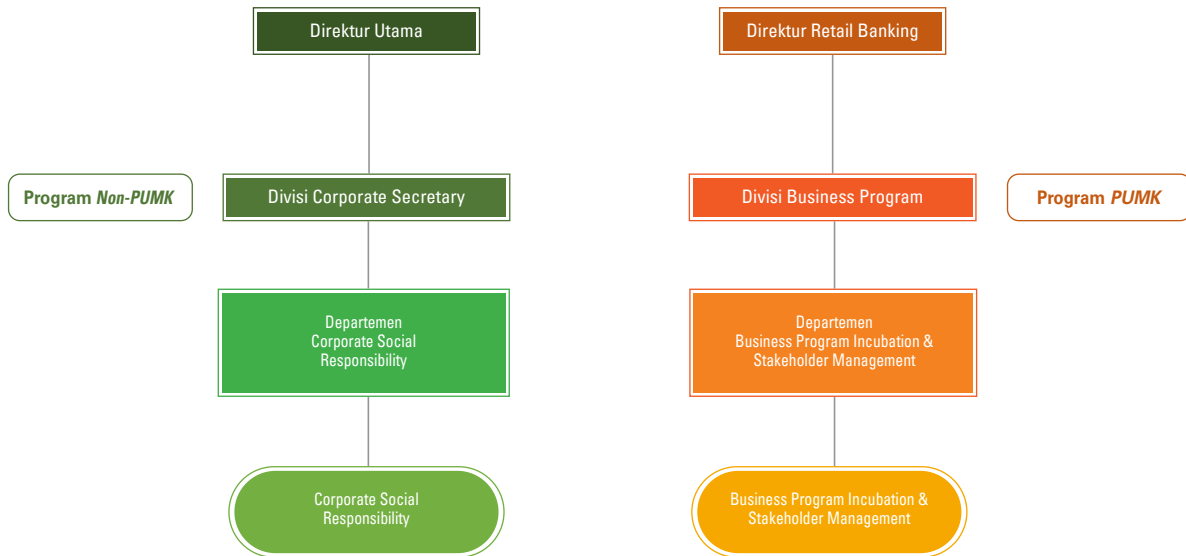 Direktur Utama
Direktur Retail Banking
Program Non-PUMK
Divisi Corporate Secretary
Divisi Business Program
Program PUMK
Departemen
Corporate Social
Responsibility
Departemen
Business Program Incubation &
Stakeholder Management
Corporate Social
Responsibility
Business Program Incubation &
Stakeholder Management